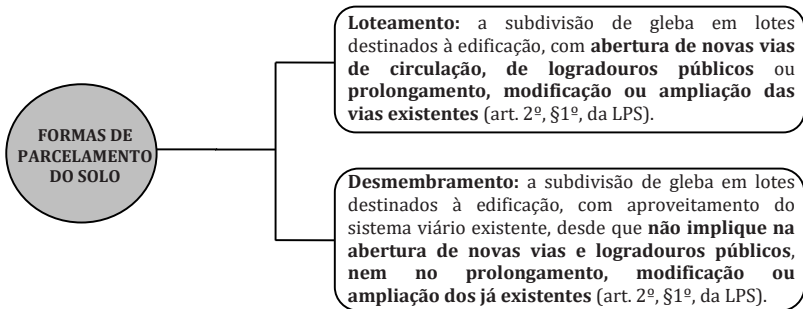 Loteamento: a subdivisão de gleba em lotes
destinados à edificação, com abertura de novas vias
de circulação, de logradouros públicos ou
prolongamento, modificação ou ampliação das
vias existentes (art. 2º, §1º, da LPS).
FORMAS DE
PARCELAMENTO
DO SOLO
Desmembramento: a subdivisão de gleba em lotes
destinados à edificação, com aproveitamento do
sistema viário existente, desde que não implique na
abertura de novas vias e logradouros públicos,
nem no prolongamento, modificação ou
ampliação dos já existentes (art. 2º, §1º, da LPS).